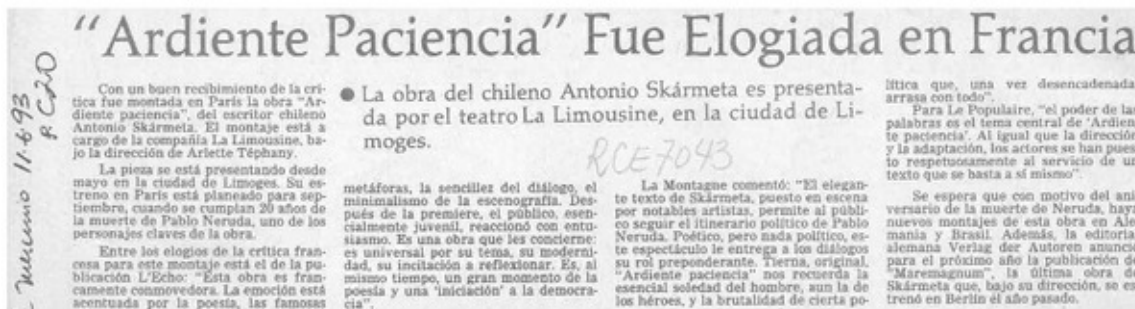 "Ardiente Paciencia" Fue Elogiada en Francia
Mercurio 11-6-93
P. C20
Con un buen recibimiento de la crí-
tica fue montada en París la obra "Ar-
diente paciencia", del escritor chileno
Antonio Skármeta. El montaje está a
cargo de la compañía La Limousine, ba-
jo la dirección de Arlette Téphany.
La pieza se está presentando desde
mayo en la ciudad de Limoges. Su es-
treno en París está planeado para sep-
tiembre, cuando se cumplan 20 años de
la muerte de Pablo Neruda, uno de los
personajes claves de la obra.
Entre los elogios de la crítica fran-
cesa para este montaje está el de la pu-
blicación L'Echo: "Esta obra es fran-
camente conmovedora. La emoción está
acentuada por la poesía, las famosas
● La obra del chileno Antonio Skármeta es presenta-
da por el teatro La Limousine, en la ciudad de Li-
moges.
RCE7043
metáforas, la sencillez del diálogo, el
minimalismo de la escenografía. Des-
pués de la premiere, el público, esen-
cialmente juvenil, reaccionó con entu-
siasmo. Es una obra que les concierne:
es universal por su tema, su moderni-
dad, su incitación a reflexionar. Es, al
mismo tiempo, un gran momento de la
poesía y una 'iniciación' a la democra-
cia".
La Montagne comentó: "El elegan-
te texto de Skármeta, puesto en escena
por notables artistas, permite al públi-
co seguir el itinerario político de Pablo
Neruda. Poético, pero nada político, es-
te espectáculo le entrega a los diálogos
su rol preponderante. Tierna, original,
"Ardiente paciencia" nos recuerda la
esencial soledad del hombre, aun la de
los héroes, y la brutalidad de cierta po-
lítica que, una vez desencadenada,
arrasa con todo".
Para Le Populaire, "el poder de las
palabras es el tema central de 'Ardien-
te paciencia'. Al igual que la dirección
y la adaptación, los actores se han pues-
to respetuosamente al servicio de un
texto que se basta a sí mismo".
Se espera que con motivo del ani-
versario de la muerte de Neruda, haya
nuevos montajes de esta obra en Ale-
mania y Brasil. Además, la editorial
alemana Verlag der Autoren anunció
para el próximo año la publicación de
"Maremagnum", la última obra de
Skármeta que, bajo su dirección, se es-
trenó en Berlín el año pasado.